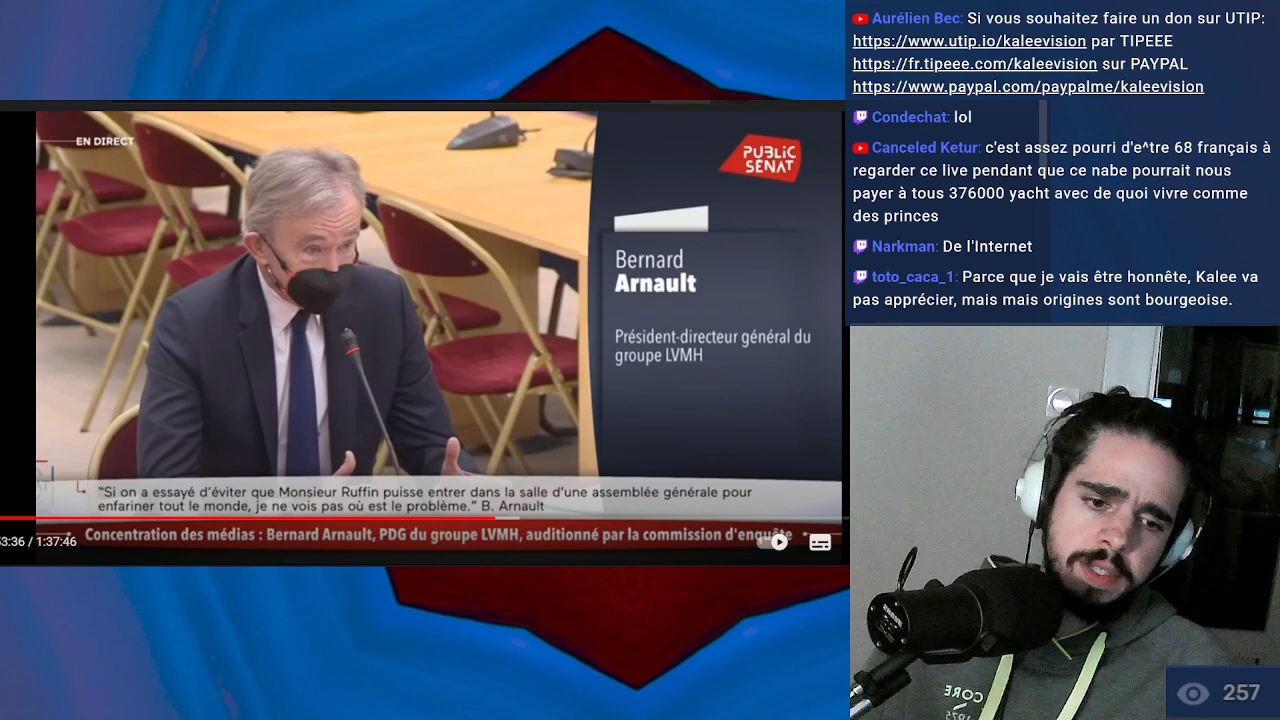 EN DIRECT
PUBLIC
SÉNAT
Bernard
Arnault
Président-directeur général du
groupe LVMH
“Si on a essayé d’éviter que Monsieur Ruffin puisse entrer dans la salle d’une assemblée générale pour
enfariner tout le monde, je ne vois pas où est le problème.” B. Arnault
Concentration des médias : Bernard Arnault, PDG du groupe LVMH, auditionné par la commission d'enquête
3:36 / 1:37:46
Aurélien Bec: Si vous souhaitez faire un don sur UTIP:
https://www.utip.io/kaleevision par TIPEEE
https://fr.tipeee.com/kaleevision sur PAYPAL
https://www.paypal.com/paypalme/kaleevision
Condechat: lol
Canceled Ketur: c'est assez pourri d'e^tre 68 français à
regarder ce live pendant que ce nabe pourrait nous
payer à tous 376000 yacht avec de quoi vivre comme
des princes
Narkman: De l'Internet
toto_caca_1: Parce que je vais être honnête, Kalee va
pas apprécier, mais mais origines sont bourgeoise.
CORE
1975
257